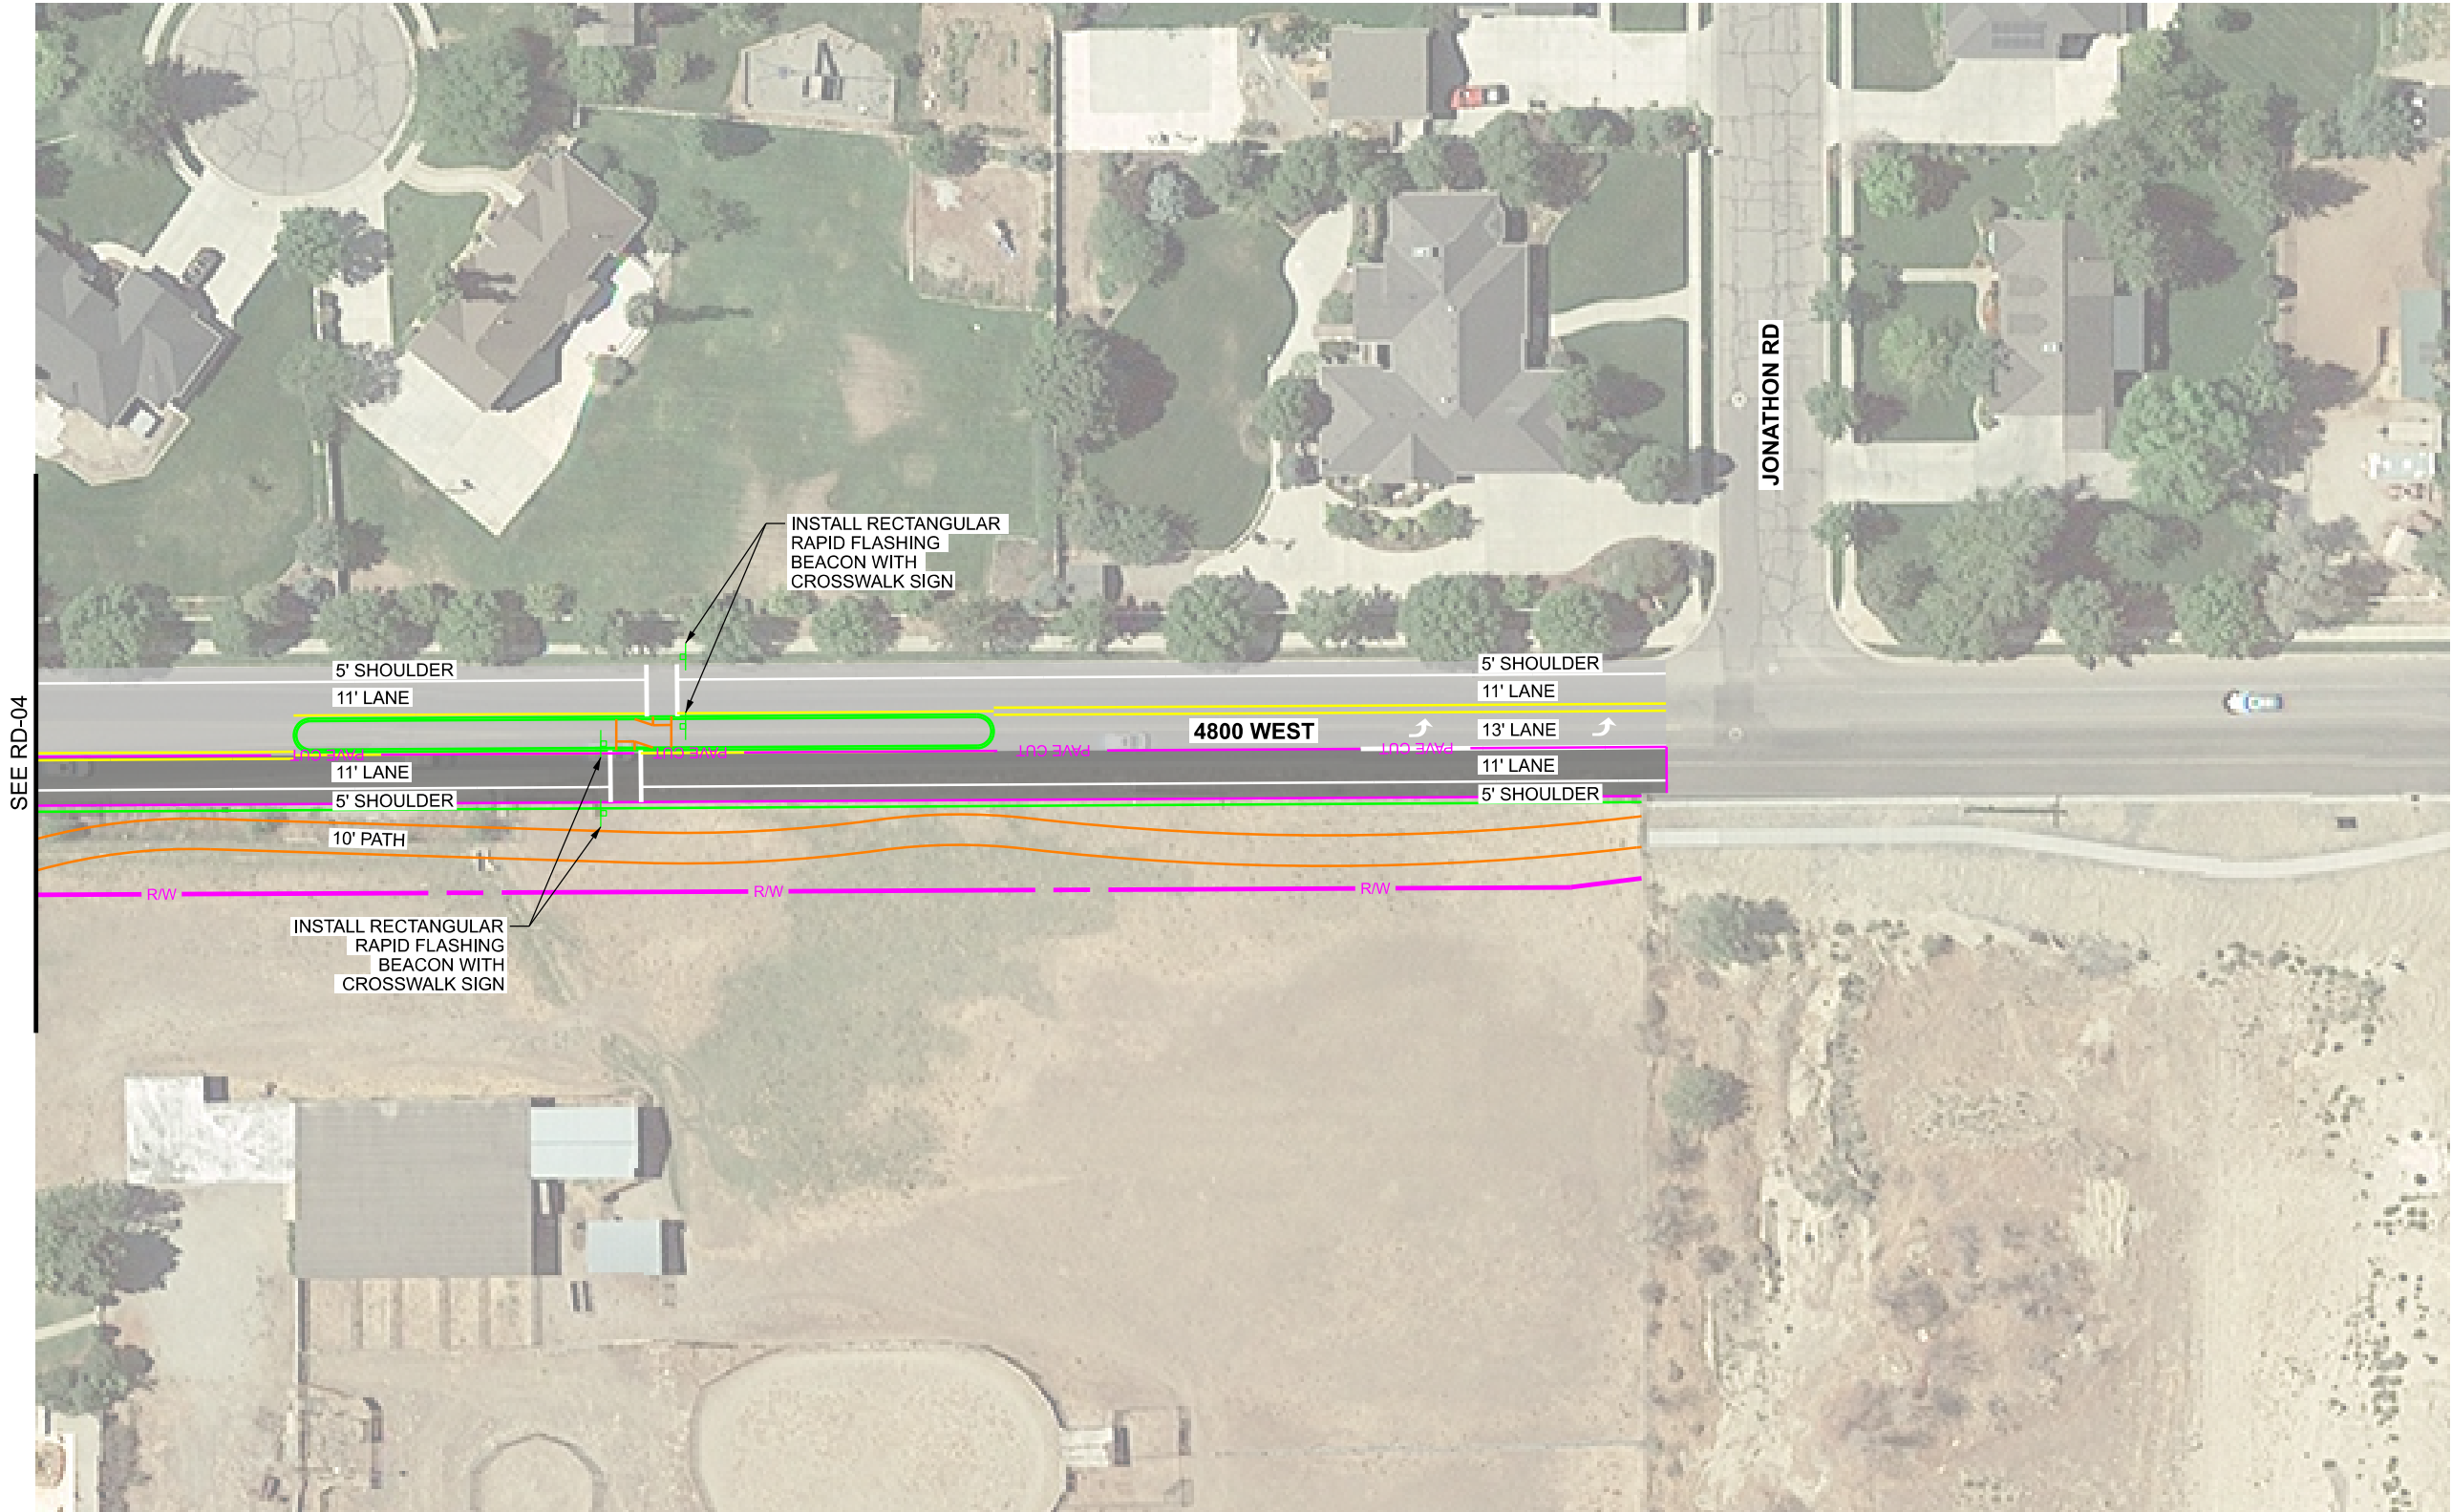 JONATHON RD
INSTALL RECTANGULAR
RAPID FLASHING
BEACON WITH
CROSSWALK SIGN
5' SHOULDER
5' SHOULDER
11' LANE
11' LANE
4800 WEST
13' LANE
PAVE CUT
PAVE CUT
PAVE CUT
PAVE CUT
11' LANE
11' LANE
5' SHOULDER
5' SHOULDER
SEE RD-04
10' PATH
R/W
R/W
R/W
INSTALL RECTANGULAR
RAPID FLASHING
BEACON WITH
CROSSWALK SIGN